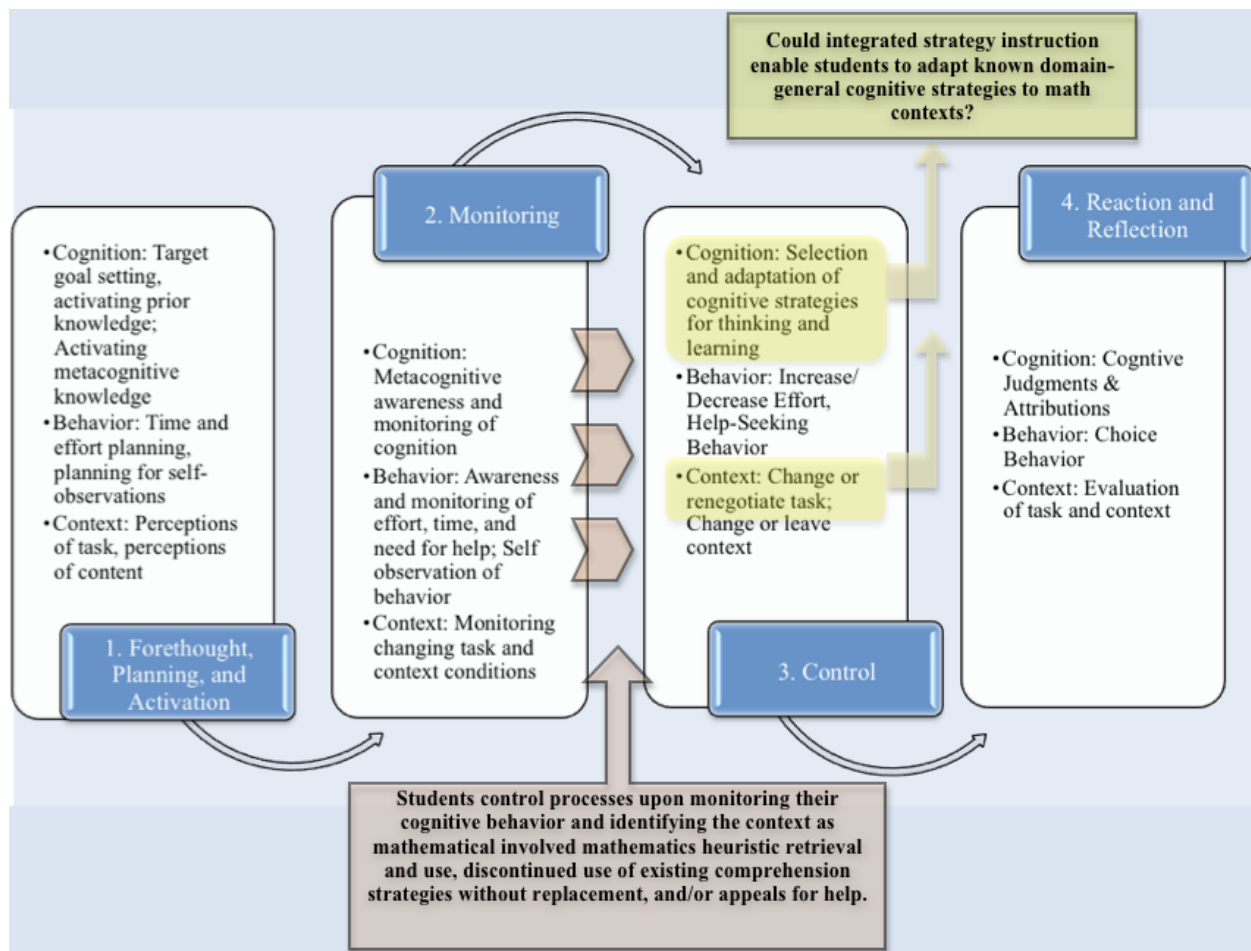 Could integrated strategy instruction
enable students to adapt known domain-
general cognitive strategies to math
contexts?
•Cognition: Target
goal setting,
activating prior
knowledge;
Activating
metacognitive
knowledge
•Behavior: Time and
effort planning,
planning for self-
observations
•Context: Perceptions
of task, perceptions
of content
1. Forethought,
Planning, and
Activation
2. Monitoring
•Cognition:
Metacognitive
awareness and
monitoring of
cognition
•Behavior: Awareness
and monitoring of
effort, time, and
need for help; Self
observation of
behavior
•Context: Monitoring
changing task and
context conditions
•Cognition: Selection
and adaptation of
cognitive strategies
for thinking and
learning
•Behavior: Increase/
Decrease Effort,
Help-Seeking
Behavior
•Context: Change or
renegotiate task;
Change or leave
context
3. Control
4. Reaction and
Reflection
•Cognition: Cogntive
Judgments &
Attributions
•Behavior: Choice
Behavior
•Context: Evaluation
of task and context
Students control processes upon monitoring their
cognitive behavior and identifying the context as
mathematical involved mathematics heuristic retrieval
and use, discontinued use of existing comprehension
strategies without replacement, and/or appeals for help.